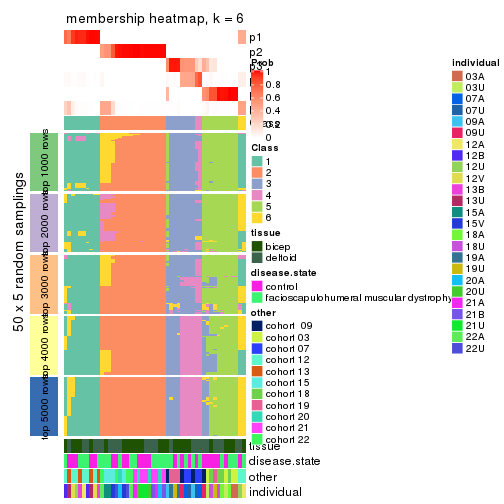 membership heatmap, k = 6
p1
p2
Prob
1
0.8
0.6
0.4
0.2
0
Class
1
2
3
4
5
6
tissue
bicep
deltoid
disease.state
control
facioscapulohumeral muscular dystrophy
other
cohort 09
cohort 03
cohort 07
cohort 12
cohort 13
cohort 15
cohort 18
cohort 19
cohort 20
cohort 21
cohort 22
individual
03A
03U
07A
07U
09A
09U
12A
12B
12U
12V
13B
13U
15A
15V
18A
18U
19A
19U
20A
20U
21A
21B
21U
22A
22U
50 x 5 random samplings
top 1000 rows
top 2000 rows
top 3000 rows
top 4000 rows
top 5000 rows
tissue
disease.state
other
individual